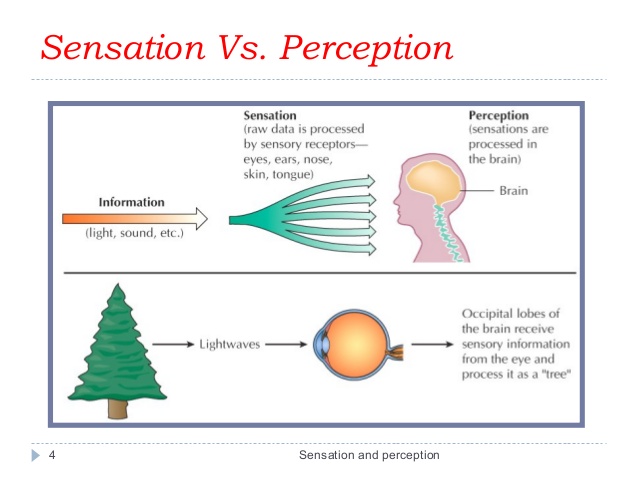 Sensation Vs. Perception
Sensation
(raw data is processed
by sensory receptors—
eyes, ears, nose,
skin, tongue)
Perception
(sensations are
processed in
the brain)
Brain
Information
(light, sound, etc.)
Lightwaves
Occipital lobes of
the brain receive
sensory information
from the eye and
process it as a "tree"
4
Sensation and perception